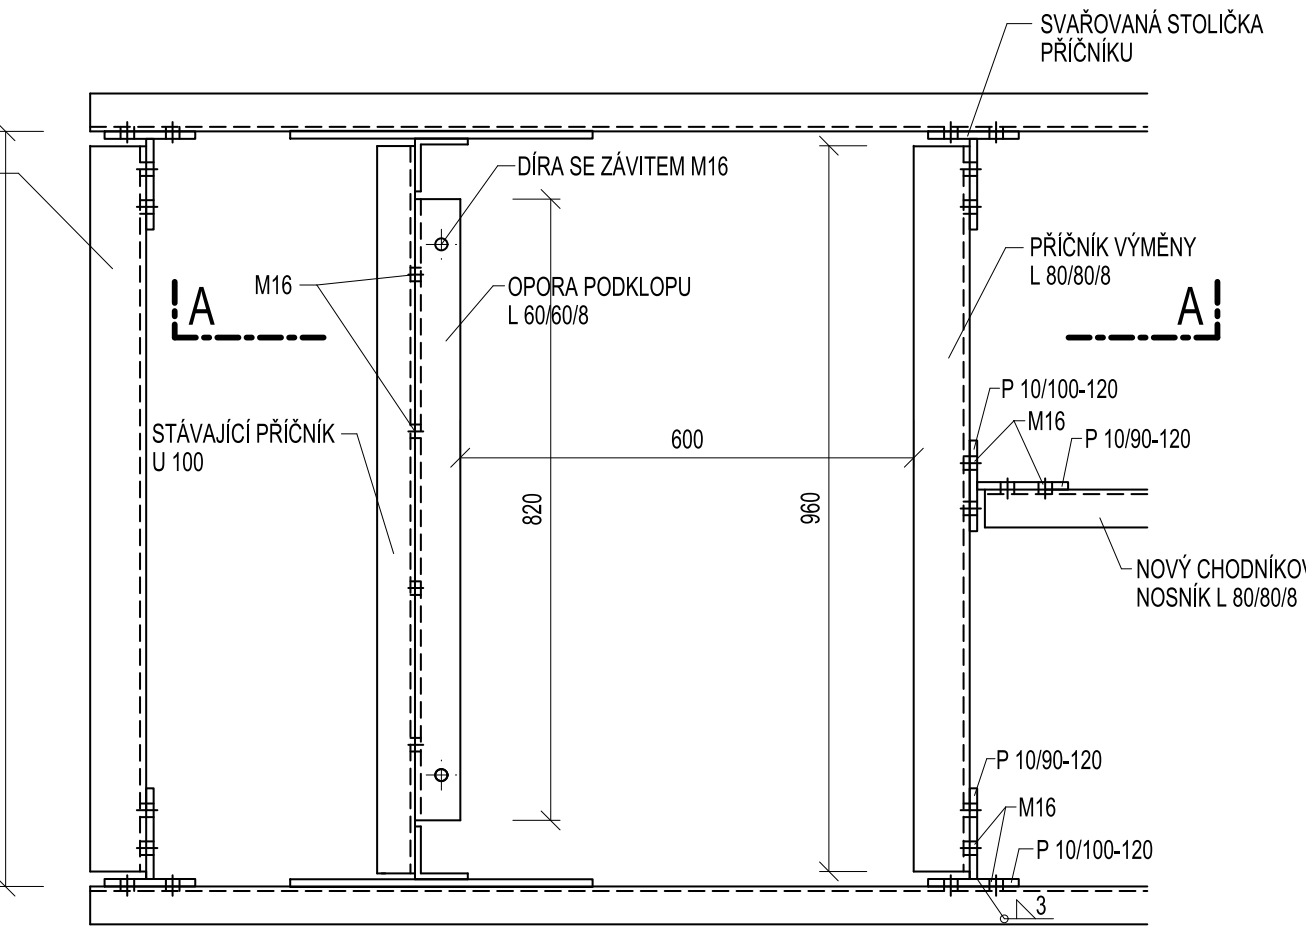 SVAŘOVANÁ STOLIČKA
PŘÍČNÍKU
DÍRA SE ZÁVITEM M16
PŘÍČNÍK VÝMĚNY
L 80/80/8
M16
OPORA PODKLOPU
L 60/60/8
A
A
P 10/100-120
M16
P 10/90-120
STÁVAJÍCÍ PŘÍČNÍK
U 100
600
820
960
NOVÝ CHODNÍKOV
NOSNÍK L 80/80/8
P 10/90-120
M16
P 10/100-120
3